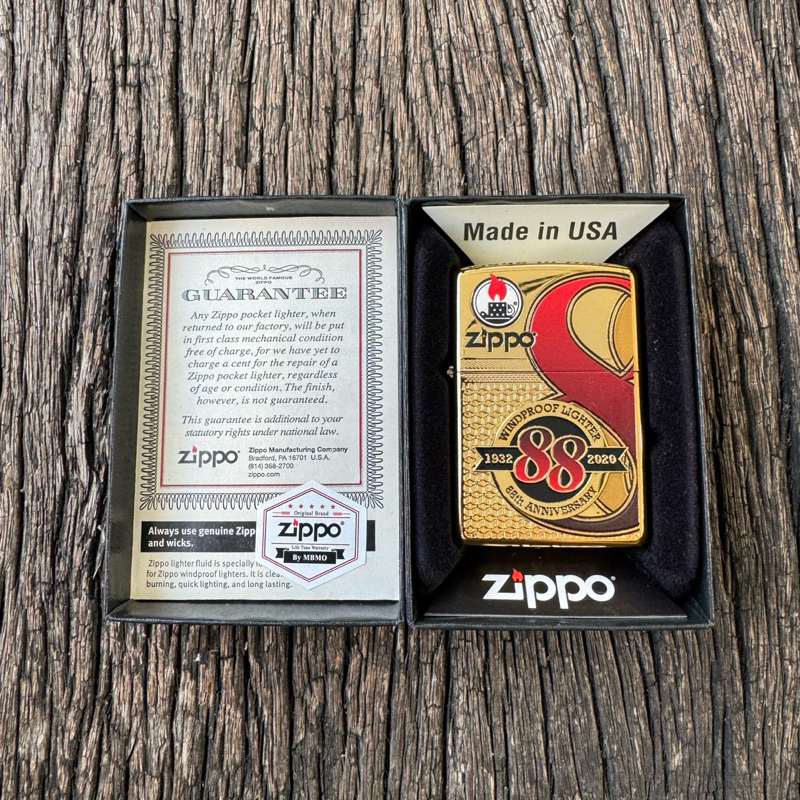 THE WORLD FAMOUS
ZIPPO
GUARANTEE
Any Zippo pocket lighter, when
returned to our factory, will be put
in first class mechanical condition
free of charge, for we have yet to
charge a cent for the repair of a
Zippo pocket lighter, regardless
of age or condition. The finish,
however, is not guaranteed.
This guarantee is additional to your
statutory rights under national law.
zippo
Zippo Manufacturing Company
Bradford, PA 16701 U.S.A.
(814) 368-2700
zippo.com
Always use genuine Zippo
and wicks.
Zippo lighter fluid is specially
for Zippo windproof lighters. It is
burning, quick lighting, and long lasting.
Original Brand
zippo
Life Time Warranty
By MBMO
Made in USA
zippo
WINDPROOF LIGHTER
1932 88 2020
88th ANNIVERSARY
zippo